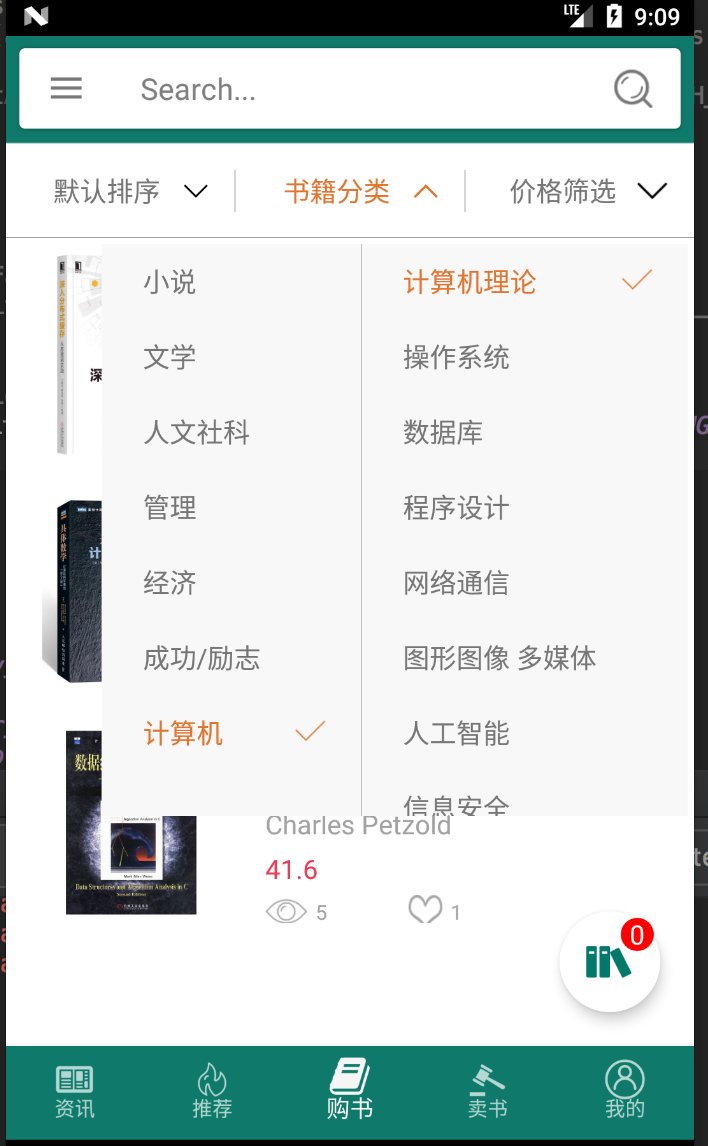 LTE 9:09
Search...
默认排序 书籍分类 价格筛选
小说 计算机理论
文学 操作系统
人文社科 数据库
管理 程序设计
经济 网络通信
成功/励志 图形图像 多媒体
计算机 人工智能
信息安全
深
具体数学
计
数据
Data Structures and Algorithm Analysis in C
Charles Petzold
41.6
5 1
0
资讯 推荐 购书 卖书 我的